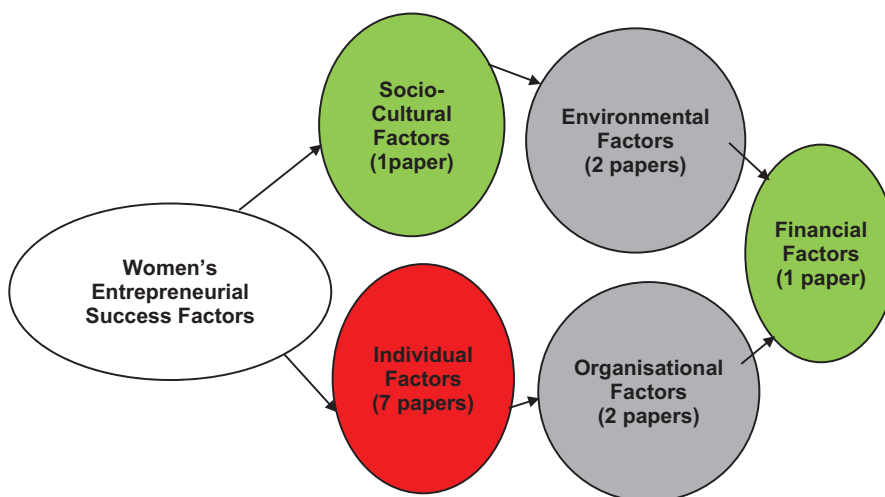 Socio-
Cultural
Factors
(1paper)
Environmental
Factors
(2 papers)
Financial
Factors
(1 paper)
Women’s
Entrepreneurial
Success Factors
Individual
Factors
(7 papers)
Organisational
Factors
(2 papers)